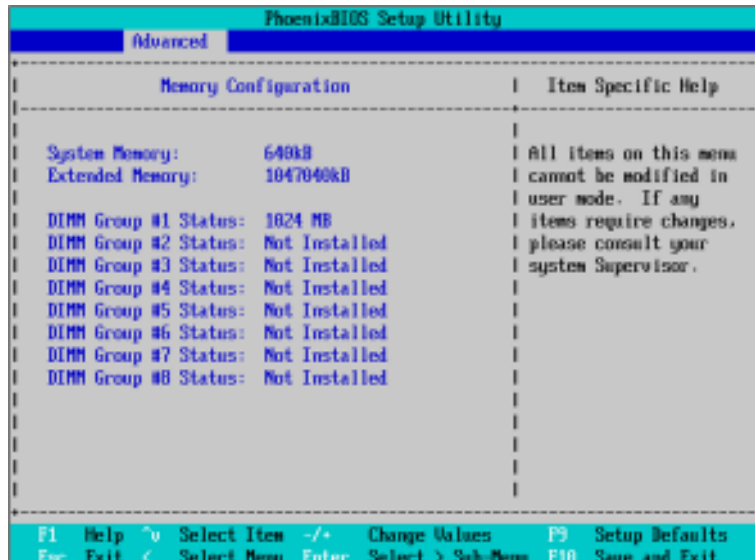 PhoenixBIOS Setup Utility
Advanced
Memory Configuration
Item Specific Help
System Memory: 640kB
Extended Memory: 1047040kB
DIMM Group #1 Status: 1024 MB
DIMM Group #2 Status: Not Installed
DIMM Group #3 Status: Not Installed
DIMM Group #4 Status: Not Installed
DIMM Group #5 Status: Not Installed
DIMM Group #6 Status: Not Installed
DIMM Group #7 Status: Not Installed
DIMM Group #8 Status: Not Installed
All items on this menu
cannot be modified in
user mode. If any
items require changes,
please consult your
system Supervisor.
F1 Help ^v Select Item -/+ Change Values F9 Setup Defaults
Esc Exit < Select Menu Enter Select > Sub-Menu F10 Save and Exit